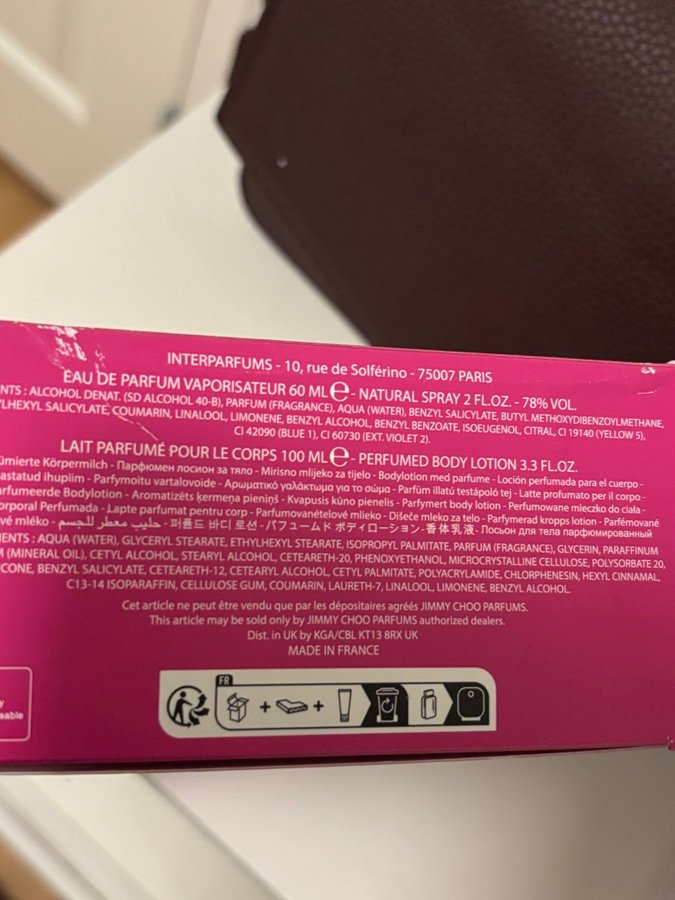 INTERPARFUMS - 10, rue de Solférino - 75007 PARIS
EAU DE PARFUM VAPORISATEUR 60 ML ℮ - NATURAL SPRAY 2 FL.OZ. - 78% VOL.
ENTS : ALCOHOL DENAT. (SD ALCOHOL 40-B), PARFUM (FRAGRANCE), AQUA (WATER), BENZYL SALICYLATE, BUTYL METHOXYDIBENZOYLMETHANE,
YLHEXYL SALICYLATE, COUMARIN, LINALOOL, LIMONENE, BENZYL ALCOHOL, BENZYL BENZOATE, ISOEUGENOL, CITRAL, CI 19140 (YELLOW 5),
CI 42090 (BLUE 1), CI 60730 (EXT. VIOLET 2).
LAIT PARFUMÉ POUR LE CORPS 100 ML ℮ - PERFUMED BODY LOTION 3.3 FL.OZ.
ümierte Körpermilch - Парфюмен лосион за тяло - Mirisno mlijeko za tijelo - Bodylotion med parfume - Loción perfumada para el cuerpo -
astatud ihupiim - Parfymoitu vartalovoide - Αρωματικό γαλάκτωμα για το σώμα - Parfüm illatú testápoló tej - Latte profumato per il corpo -
arfumeerde Bodylotion - Aromatizēts ķermeņa pieniņš - Kvapusis kūno pienelis - Parfymert body lotion - Perfumowane mleczko do ciała -
orporal Perfumada - Lapte parfumat pentru corp - Parfumovanételové mlieko - Dišeče mleko za telo - Parfymerad kropps lotion - Parfémované
vé mléko - حليب معطر للجسم - 퍼퓸드 바디 로션 - パフュームド ボディローション - 香体乳液 - Лосьон для тела парфюмированный
ENTS : AQUA (WATER), GLYCERYL STEARATE, ETHYLHEXYL STEARATE, ISOPROPYL PALMITATE, PARFUM (FRAGRANCE), GLYCERIN, PARAFFINUM
M (MINERAL OIL), CETYL ALCOHOL, STEARYL ALCOHOL, CETEARETH-20, PHENOXYETHANOL, MICROCRYSTALLINE CELLULOSE, POLYSORBATE 20,
ICONE, BENZYL SALICYLATE, CETEARETH-12, CETEARYL ALCOHOL, CETYL PALMITATE, POLYACRYLAMIDE, CHLORPHENESIN, HEXYL CINNAMAL,
C13-14 ISOPARAFFIN, CELLULOSE GUM, COUMARIN, LAURETH-7, LINALOOL, LIMONENE, BENZYL ALCOHOL.
Cet article ne peut être vendu que par les dépositaires agréés JIMMY CHOO PARFUMS.
This article may be sold only by JIMMY CHOO PARFUMS authorized dealers.
Dist. in UK by KGA/CBL KT13 8RX UK
MADE IN FRANCE
FR
+ +
y
sable